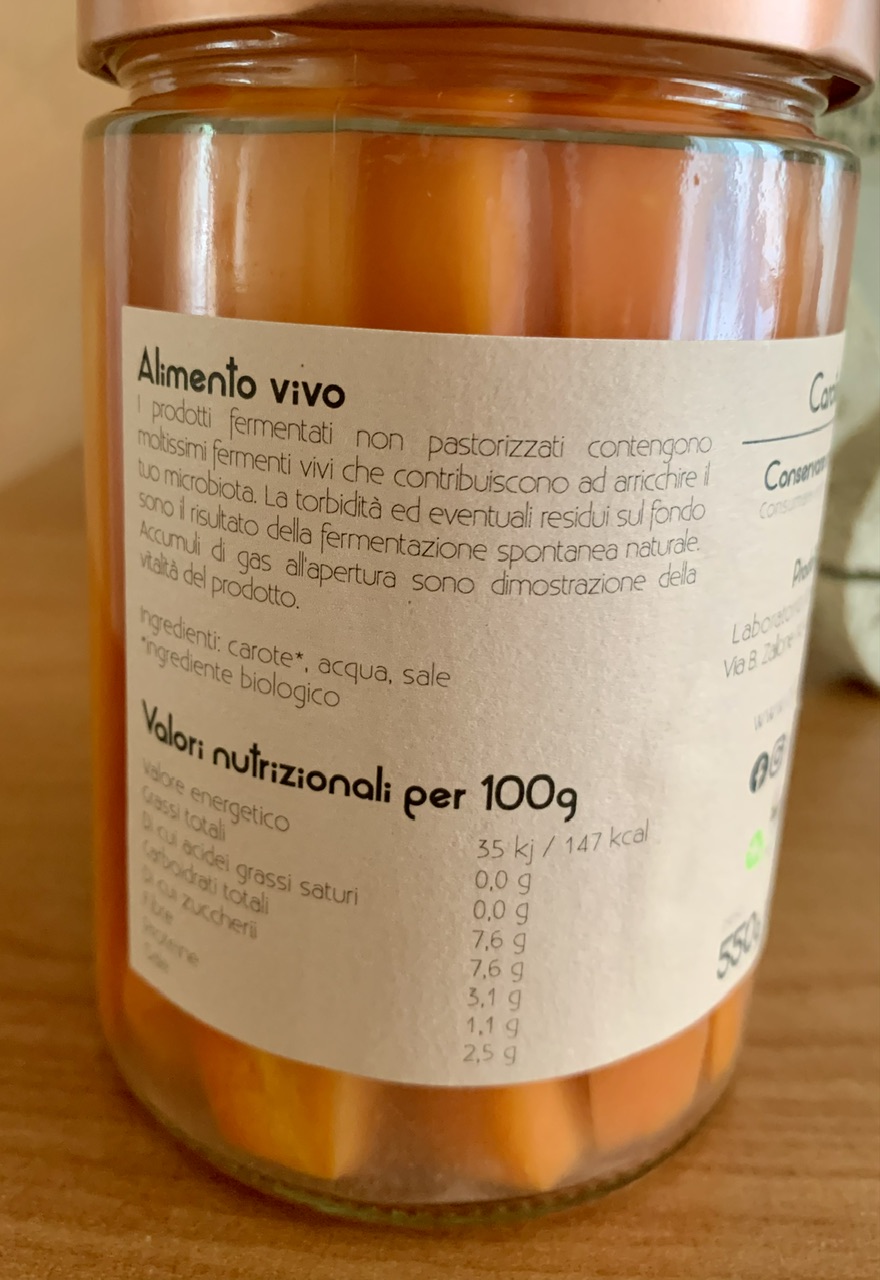 Alimento vivo
I prodotti fermentati non pastorizzati contengono
moltissimi fermenti vivi che contribuiscono ad arricchire il
tuo microbiota. La torbidità ed eventuali residui sul fondo
sono il risultato della fermentazione spontanea naturale.
Accumuli di gas all'apertura sono dimostrazione della
vitalità del prodotto.
Ingredienti: carote*, acqua, sale
*ingrediente biologico
Valori nutrizionali per 100g
Valore energetico 35 kj / 147 kcal
Grassi totali 0,0 g
Di cui acidei grassi saturi 0,0 g
Carboidrati totali 7,6 g
Di cui zuccherii 7,6 g
Fibre 3,1 g
Proteine 1,1 g
Sale 2,5 g
Via B.
550g